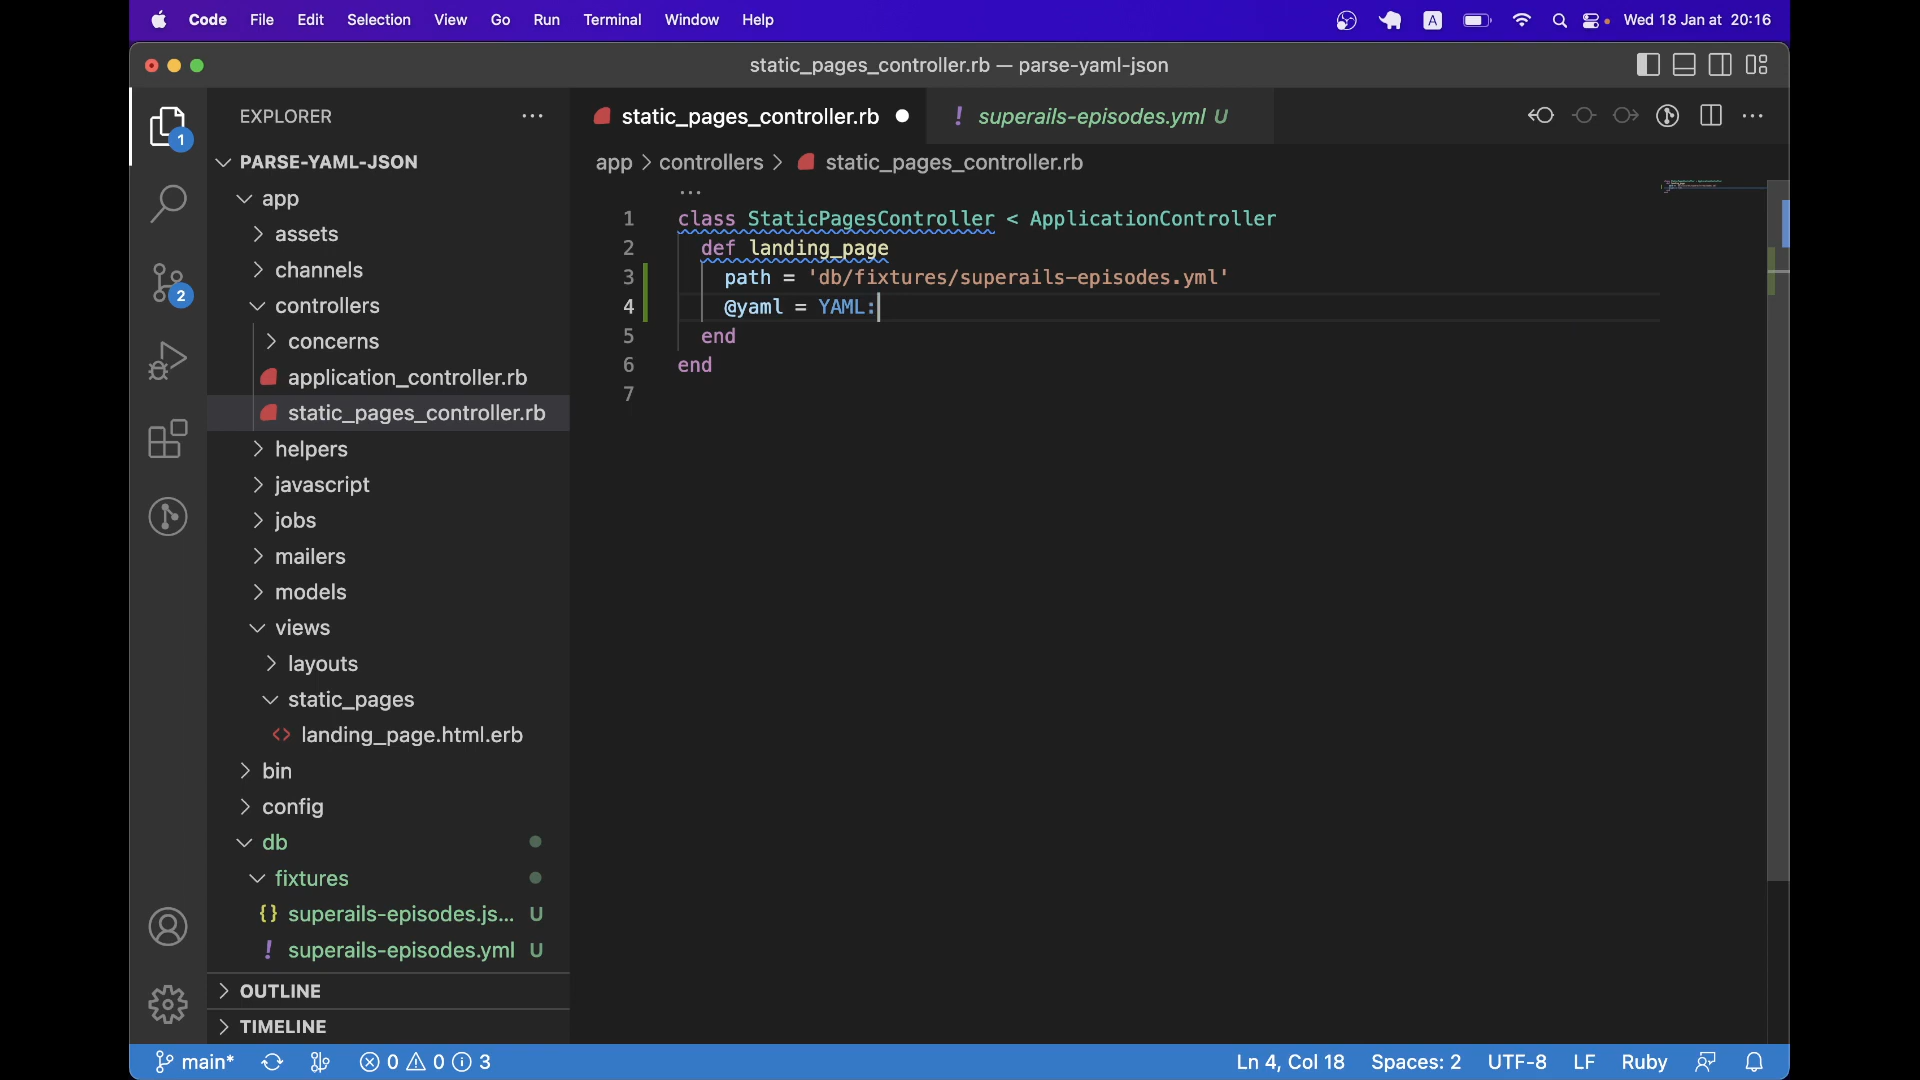 Code File Edit Selection View Go Run Terminal Window Help A Wed 18 Jan at 20:16
static_pages_controller.rb — parse-yaml-json
EXPLORER ...
static_pages_controller.rb
! superails-episodes.yml U
1
2
PARSE-YAML-JSON
app
assets
channels
controllers
concerns
application_controller.rb
static_pages_controller.rb
helpers
javascript
jobs
mailers
models
views
layouts
static_pages
<> landing_page.html.erb
bin
config
db
fixtures
{} superails-episodes.js... U
! superails-episodes.yml U
OUTLINE
TIMELINE
app > controllers > static_pages_controller.rb
...
1 class StaticPagesController < ApplicationController
2 def landing_page
3 path = 'db/fixtures/superails-episodes.yml'
4 @yaml = YAML:
5 end
6 end
7
main* 0 0 3 Ln 4, Col 18 Spaces: 2 UTF-8 LF Ruby